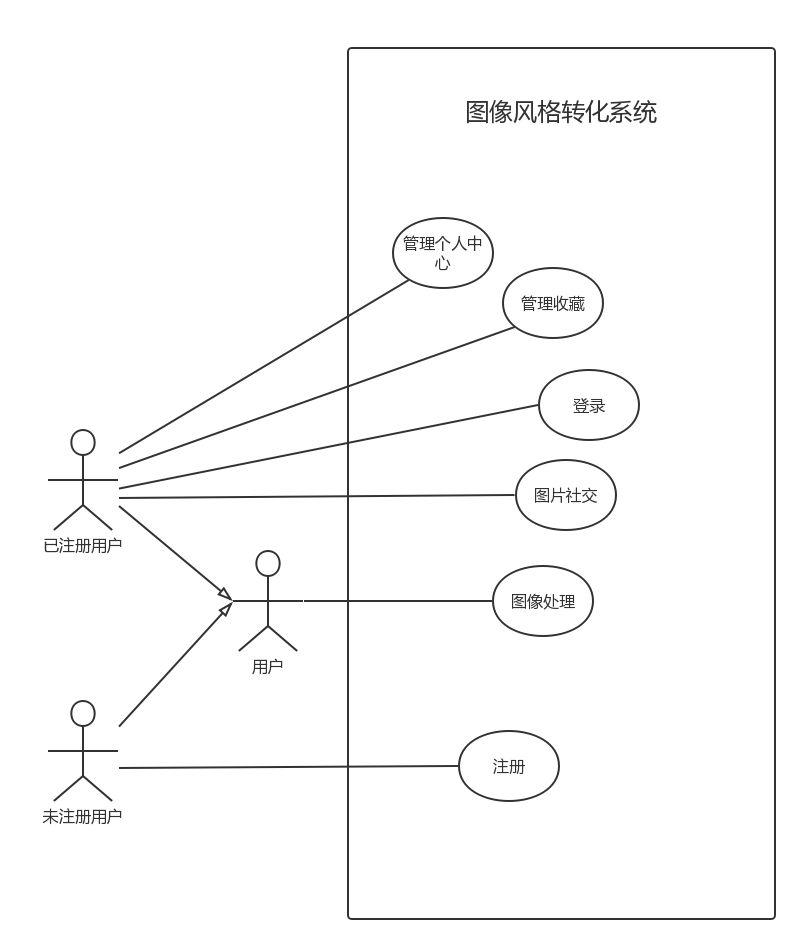 图像风格转化系统
管理个人中
心
管理收藏
登录
图片社交
已注册用户
图像处理
用户
注册
未注册用户